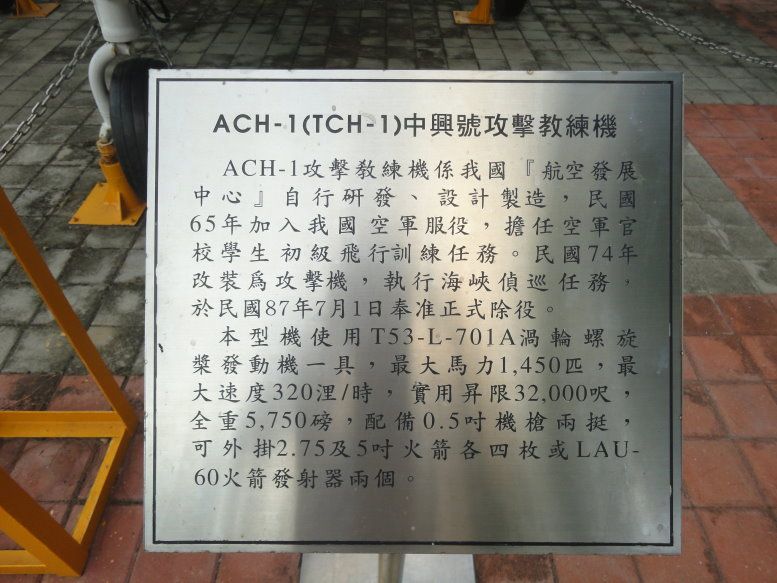 ACH-1(TCH-1)中興號攻擊教練機
ACH-1攻擊教練機係我國『航空發展
中心』自行研發、設計製造，民國
65年加入我國空軍服役，擔任空軍官
校學生初級飛行訓練任務。民國74年
改裝為攻擊機，執行海峽偵巡任務，
於民國87年7月1日奉准正式除役。
本型機使用T53-L-701A渦輪螺旋
槳發動機一具，最大馬力1,450匹，最
大速度320浬/時，實用昇限32,000呎，
全重5,750磅，配備0.5吋機槍兩挺，
可外掛2.75及5吋火箭各四枚或LAU-
60火箭發射器兩個。